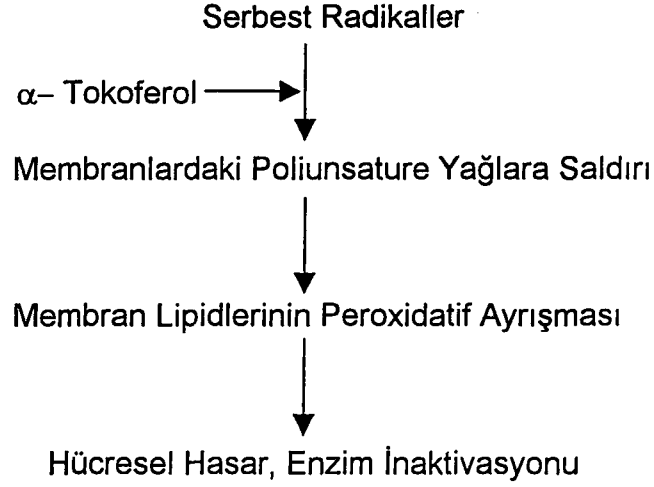 Serbest Radikaller
α– Tokoferol
Membranlardaki Poliunsature Yağlara Saldırı
Membran Lipidlerinin Peroxidatif Ayrışması
Hücresel Hasar, Enzim İnaktivasyonu